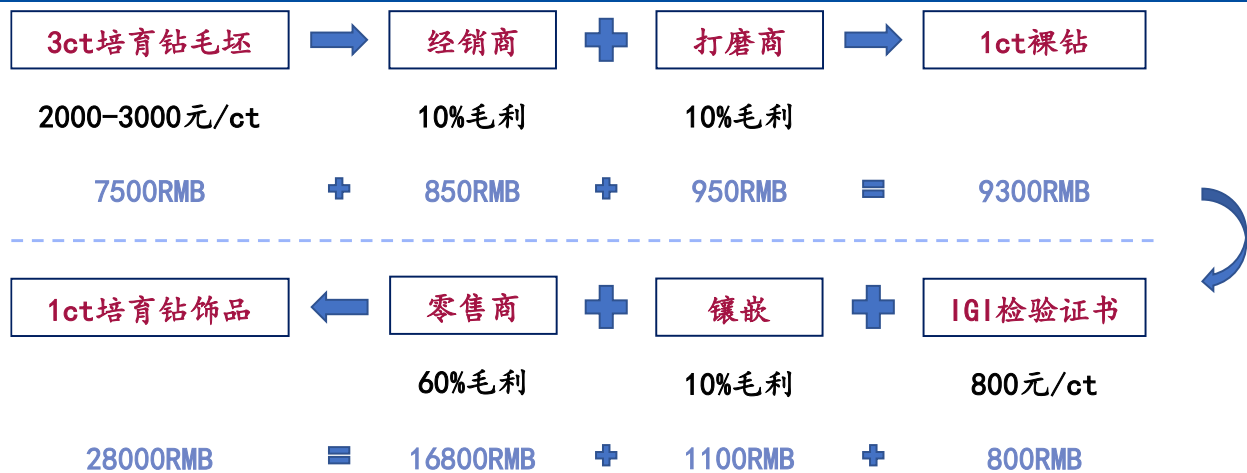 3ct培育钻毛坯 经销商 打磨商 1ct裸钻
2000-3000元/ct 10%毛利 10%毛利
7500RMB + 850RMB + 950RMB = 9300RMB
1ct培育钻饰品 零售商 镶嵌 IGI检验证书
60%毛利 10%毛利 800元/ct
28000RMB = 16800RMB + 1100RMB + 800RMB